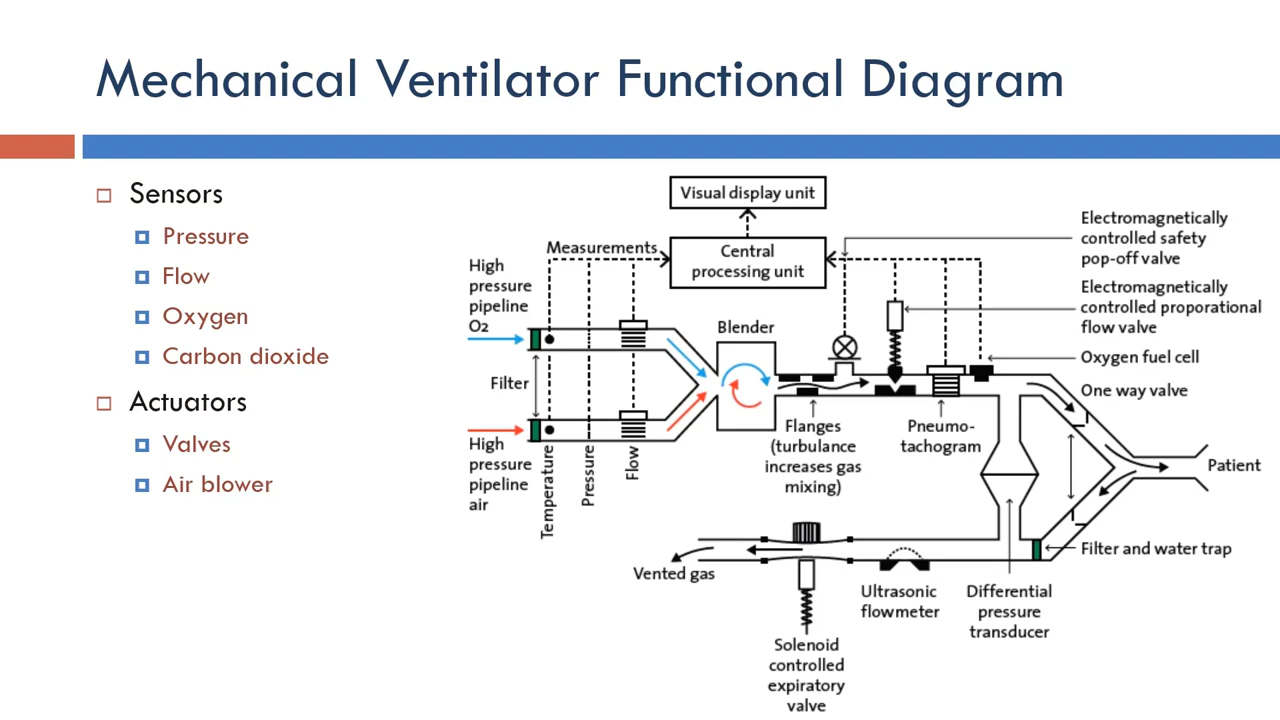 Mechanical Ventilator Functional Diagram
Sensors
Pressure
Flow
Oxygen
Carbon dioxide
Actuators
Valves
Air blower
Visual display unit
Measurements
Central
processing unit
High
pressure
pipeline
O2
Filter
High
pressure
pipeline
air
Temperature
Pressure
Flow
Blender
Flanges
(turbulance
increases gas
mixing)
Pneumo-
tachogram
Electromagnetically
controlled safety
pop-off valve
Electromagnetically
controlled proporational
flow valve
Oxygen fuel cell
One way valve
Patient
Filter and water trap
Vented gas
Solenoid
controlled
expiratory
valve
Ultrasonic
flowmeter
Differential
pressure
transducer